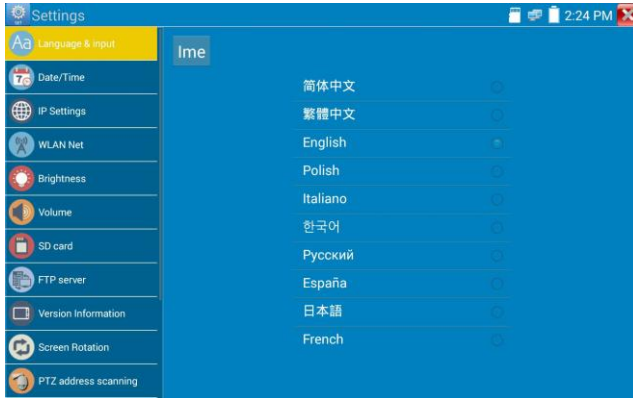 Settings
2:24 PM
Language & input
Date/Time
IP Settings
WLAN Net
Brightness
Volume
SD card
FTP server
Version Information
Screen Rotation
PTZ address scanning
Ime
简体中文
繁體中文
English
Polish
Italiano
한국어
Русский
España
日本語
French